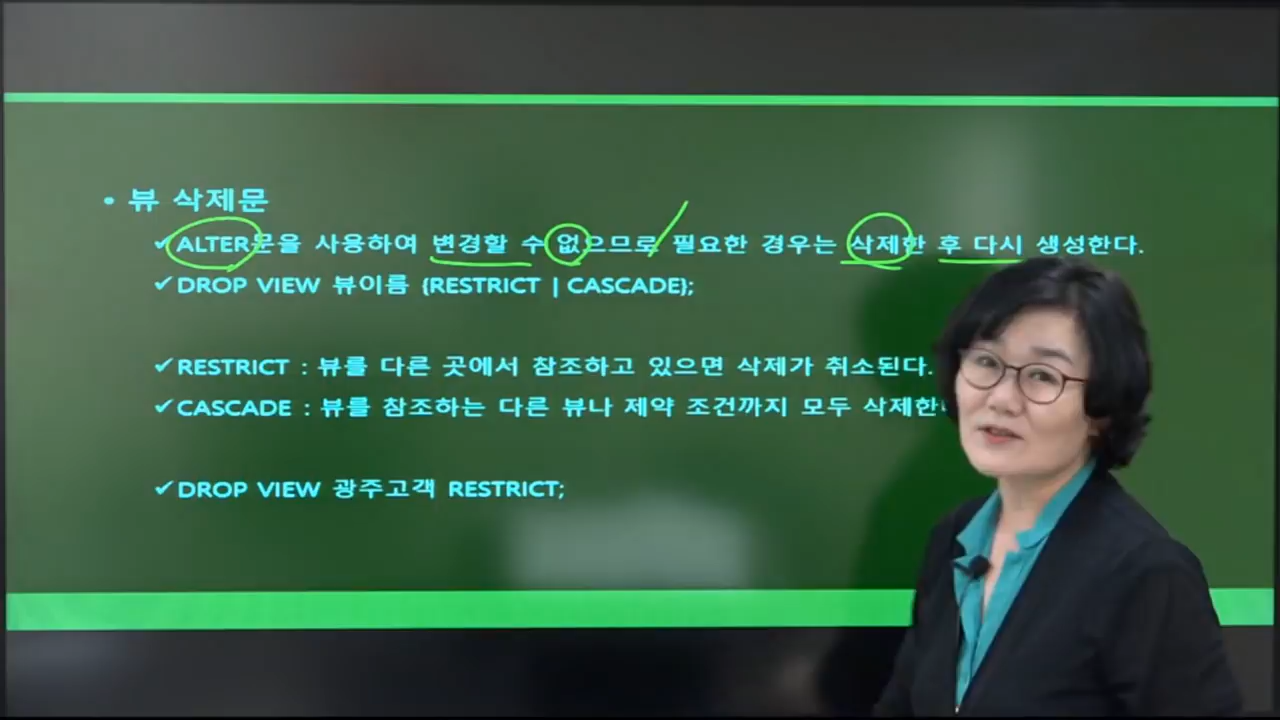 • 뷰 삭제문
✓ALTER문을 사용하여 변경할 수 없으므로 필요한 경우는 삭제한 후 다시 생성한다.
✓DROP VIEW 뷰이름 {RESTRICT | CASCADE};
✓RESTRICT : 뷰를 다른 곳에서 참조하고 있으면 삭제가 취소된다.
✓CASCADE : 뷰를 참조하는 다른 뷰나 제약 조건까지 모두 삭제한
✓DROP VIEW 광주고객 RESTRICT;